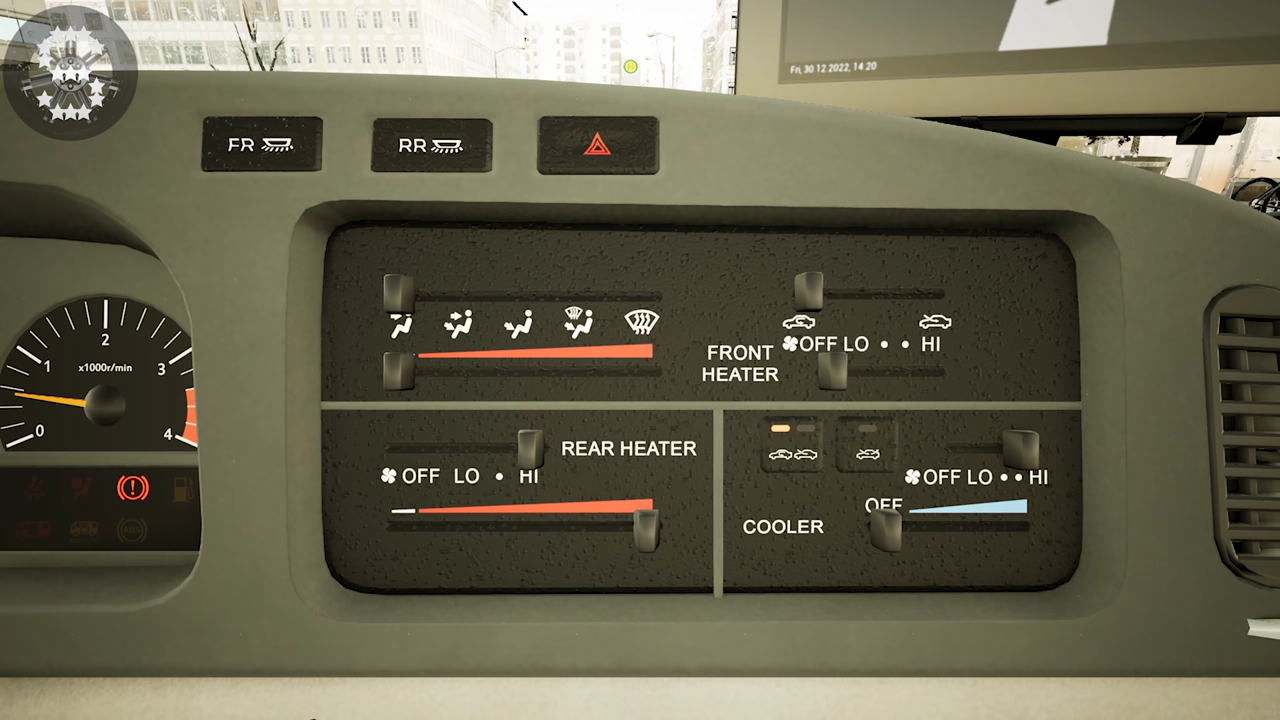 Fri, 30.12.2022, 14:20
FR
RR
x1000r/min
0
1
2
3
4
FRONT
HEATER
OFF LO • • HI
REAR HEATER
OFF LO • HI
OFF LO • • HI
OFF
COOLER
ABS